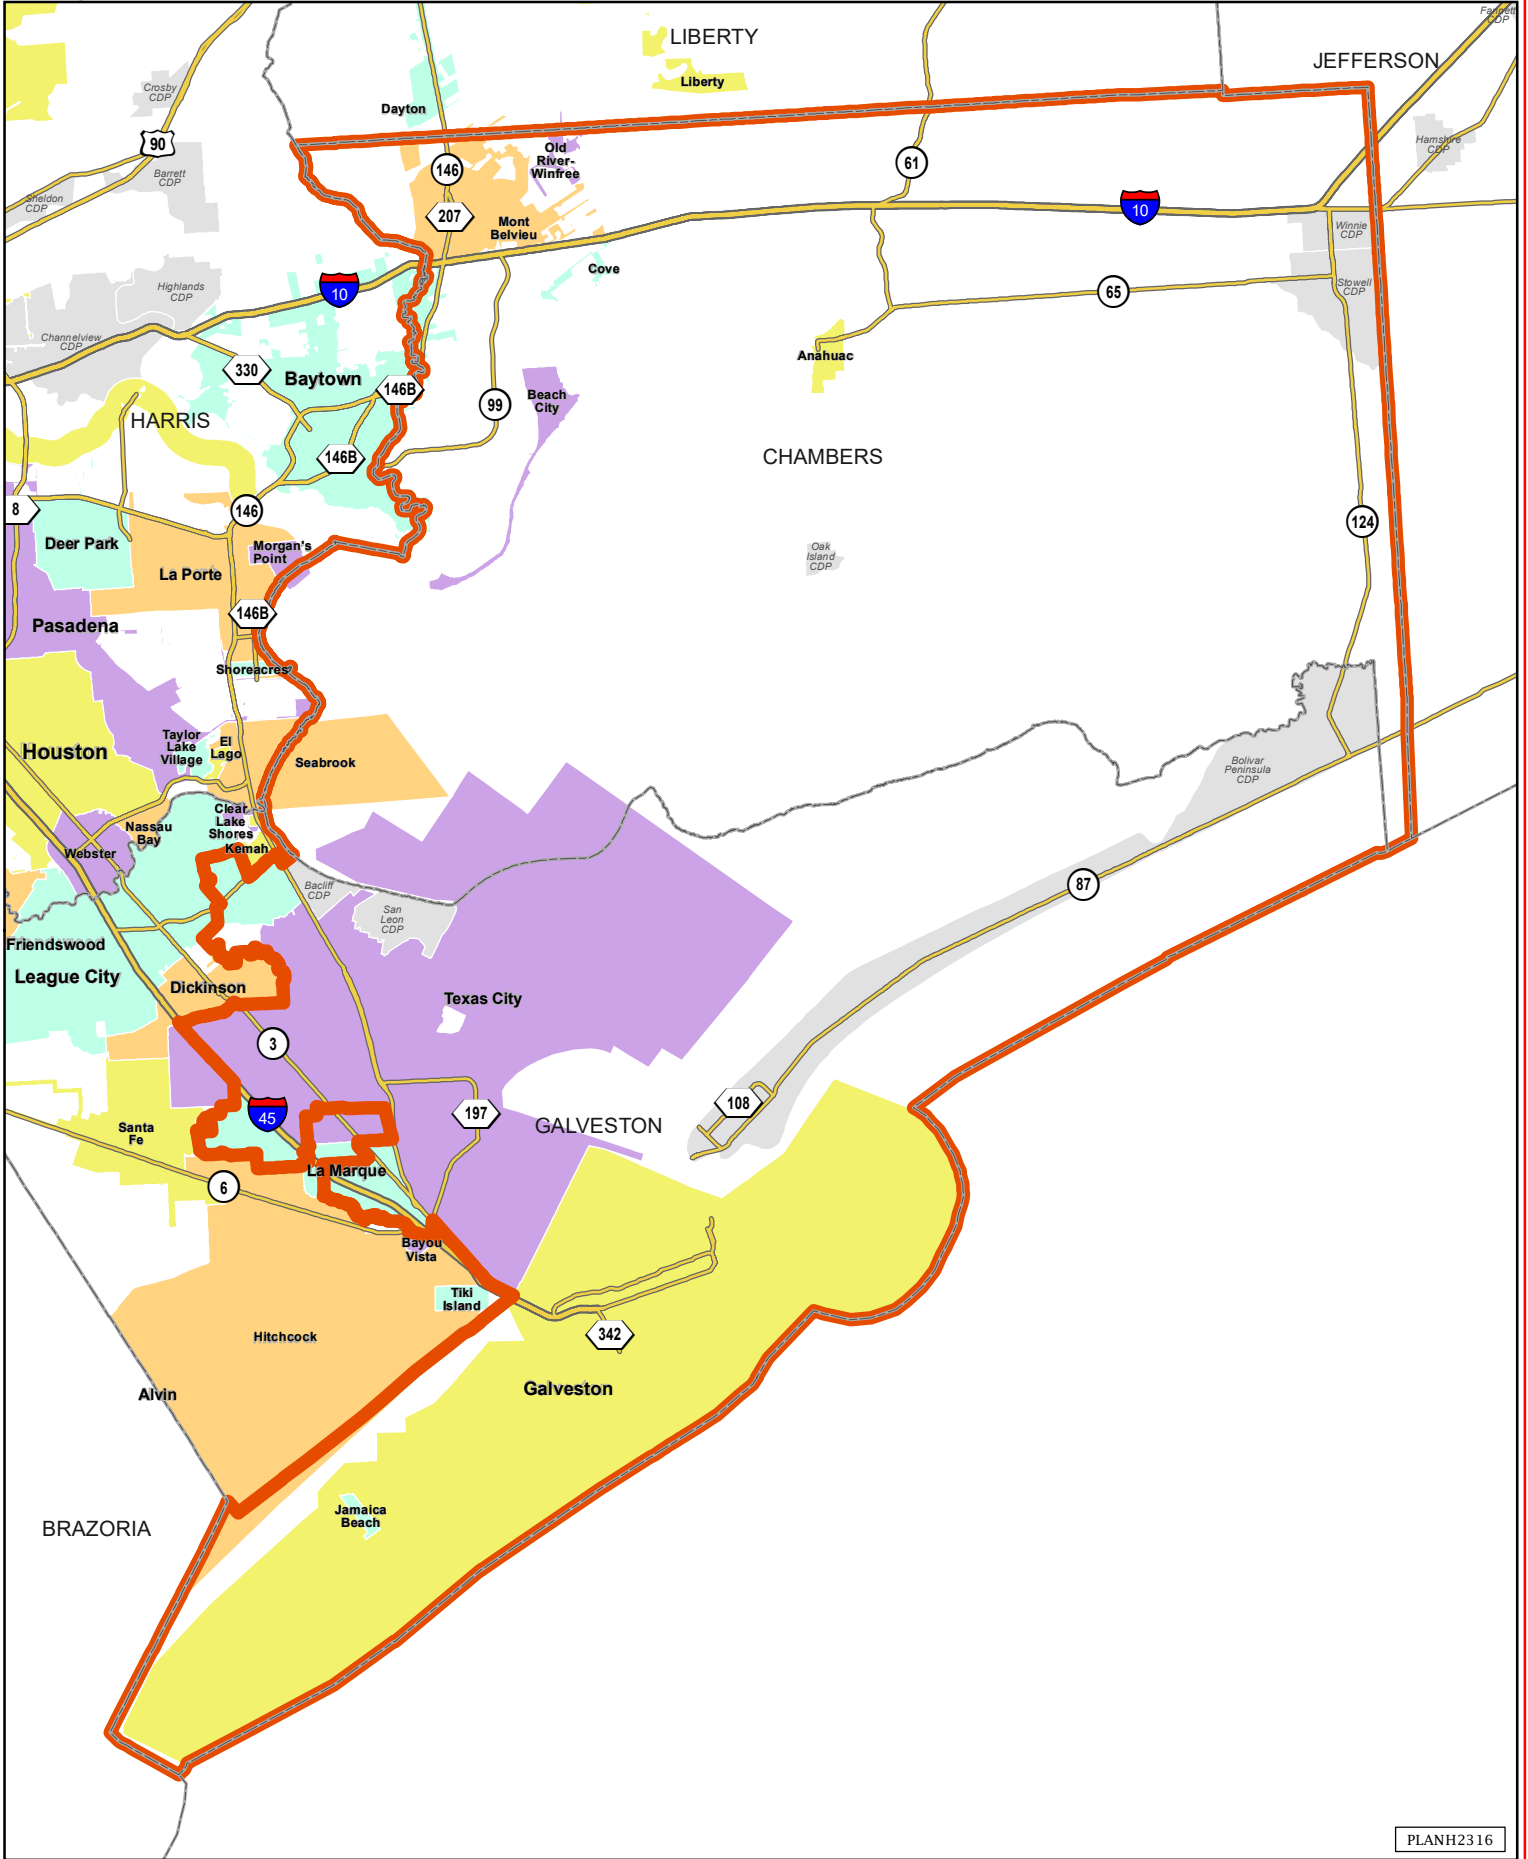 LIBERTY
Fannett
CDP
JEFFERSON
Liberty
Crosby
CDP
Dayton
90
Old
River-
Winfree
Hamshire
CDP
Barrett
CDP
146
61
Sheldon
CDP
207
Mont
Belvieu
10
Winnie
CDP
Cove
Highlands
CDP
10
65
Stowell
CDP
Channelview
CDP
330
Baytown
146B
Anahuac
99
Beach
City
HARRIS
146B
CHAMBERS
8
146
124
Deer Park
Morgan's
Point
Oak
Island
CDP
La Porte
146B
Pasadena
Shoreacres
Taylor
Lake
Village
El
Lago
Houston
Seabrook
Bolivar
Peninsula
CDP
Clear
Lake
Shores
Nassau
Bay
Kemah
Webster
Bacliff
CDP
87
San
Leon
CDP
Friendswood
League City
Dickinson
Texas City
3
108
45
197
GALVESTON
Santa
Fe
La Marque
6
Bayou
Vista
Tiki
Island
342
Hitchcock
Galveston
Alvin
Jamaica
Beach
BRAZORIA
PLANH2316